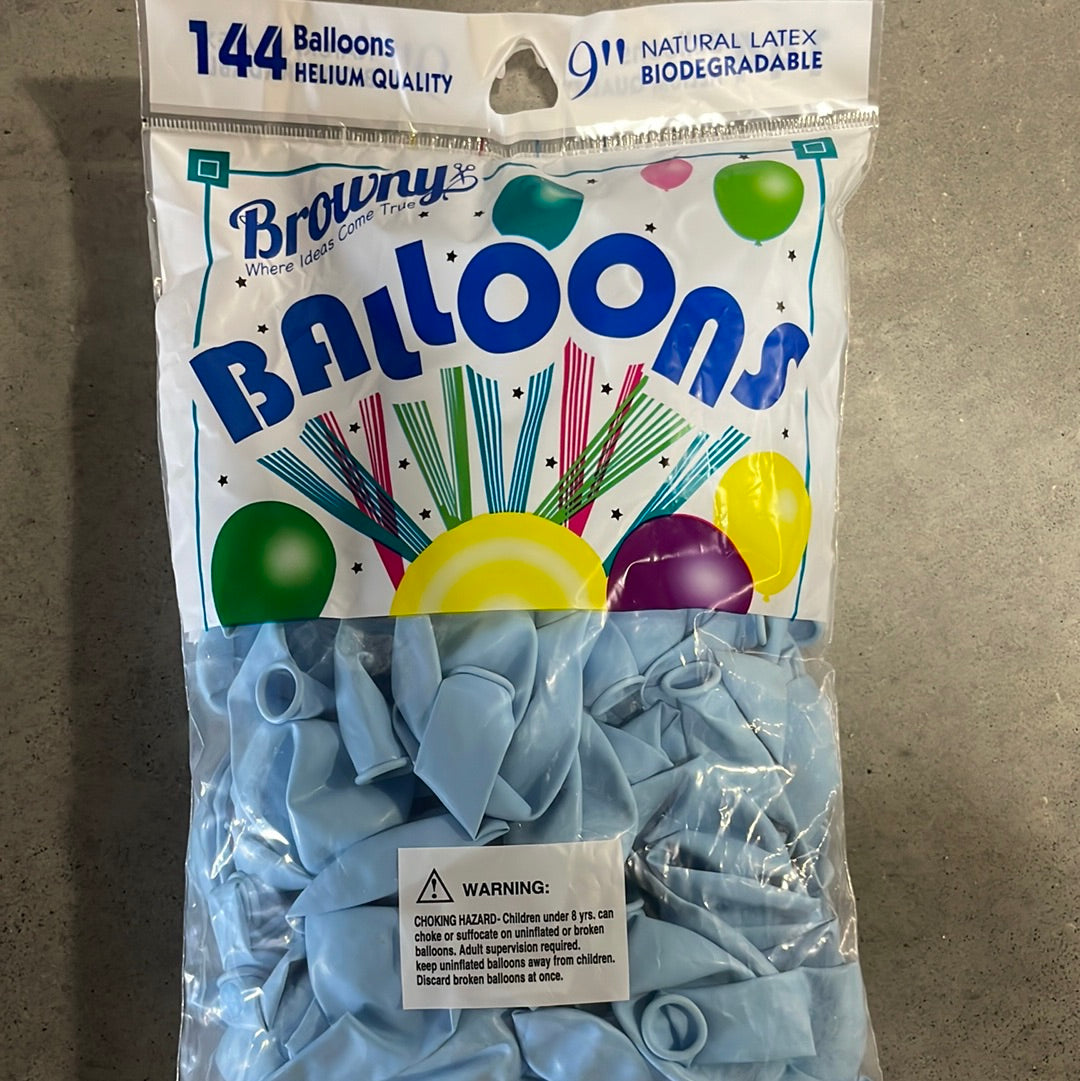 144 Balloons
HELIUM QUALITY
9" NATURAL LATEX
BIODEGRADABLE
Browny
Where Ideas Come True
BALLOONS
WARNING:
CHOKING HAZARD- Children under 8 yrs. can
choke or suffocate on uninflated or broken
balloons. Adult supervision required.
keep uninflated balloons away from children.
Discard broken balloons at once.